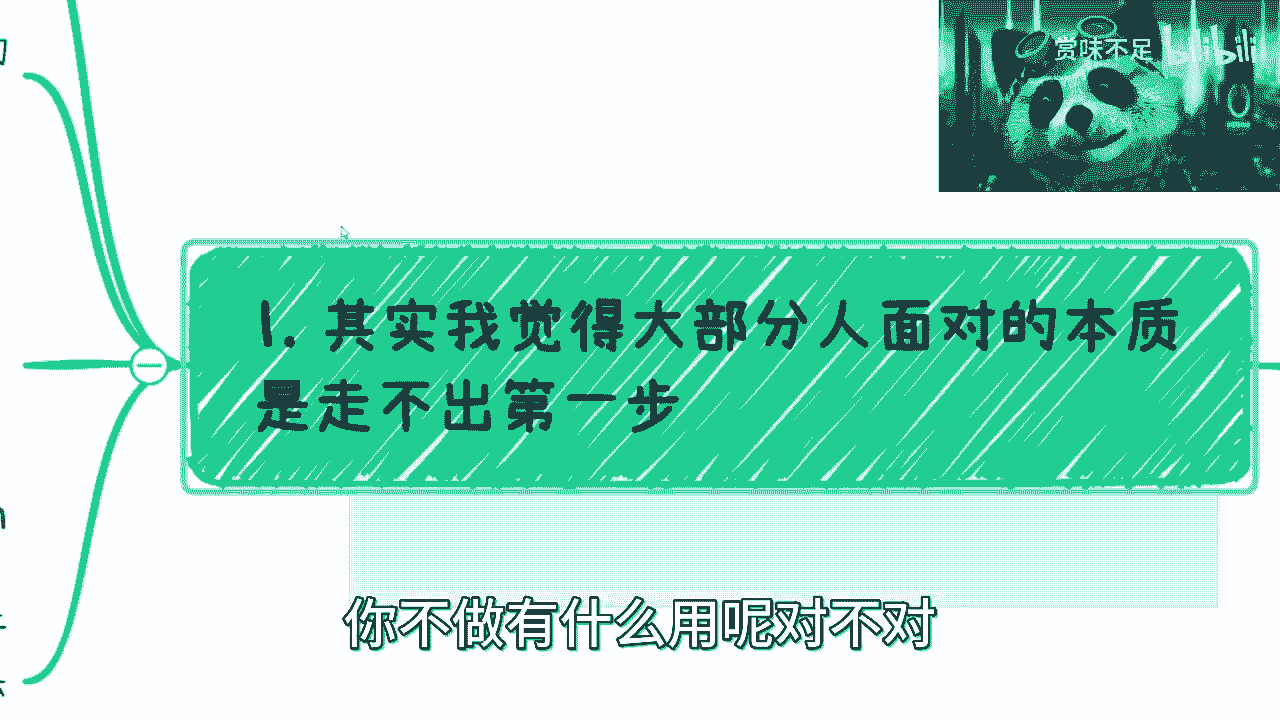 赏味不足 bilibili
1. 其实我觉得大部分人面对的本质
是走不出第一步
你不做有什么用呢对不对